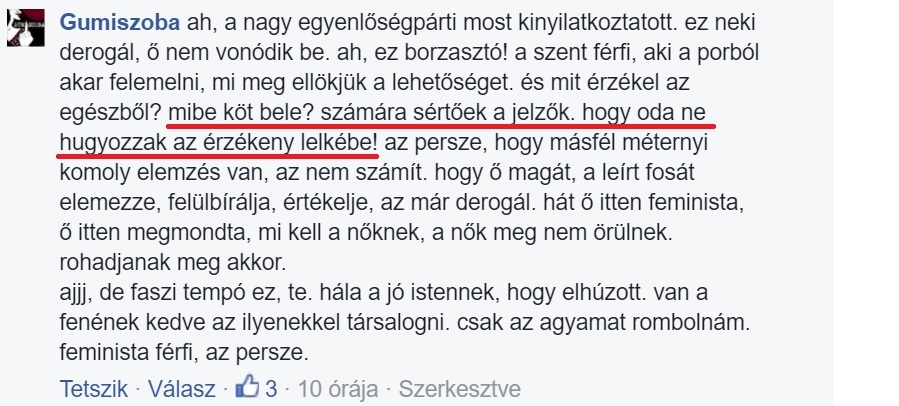 Gumiszoba ah, a nagy egyenlőségpárti most kinyilatkoztatott. ez neki
derogál, ő nem vonódik be. ah, ez borzasztó! a szent férfi, aki a porból
akar felemelni, mi meg ellökjük a lehetőséget. és mit érzékel az
egészből? mibe köt bele? számára sértőek a jelzők. hogy oda ne
hugyozzak az érzékeny lelkébe! az persze, hogy másfél méternyi
komoly elemzés van, az nem számít. hogy ő magát, a leírt fosát
elemezze, felülbírálja, értékelje, az már derogál. hát ő itten feminista,
ő itten megmondta, mi kell a nőknek, a nők meg nem örülnek.
rohadjanak meg akkor.
ajjj, de faszi tempó ez, te. hála a jó istennek, hogy elhúzott. van a
fenének kedve az ilyenekkel társalogni. csak az agyamat rombolnám.
feminista férfi, az persze.
Tetszik · Válasz · 3 · 10 órája · Szerkesztve